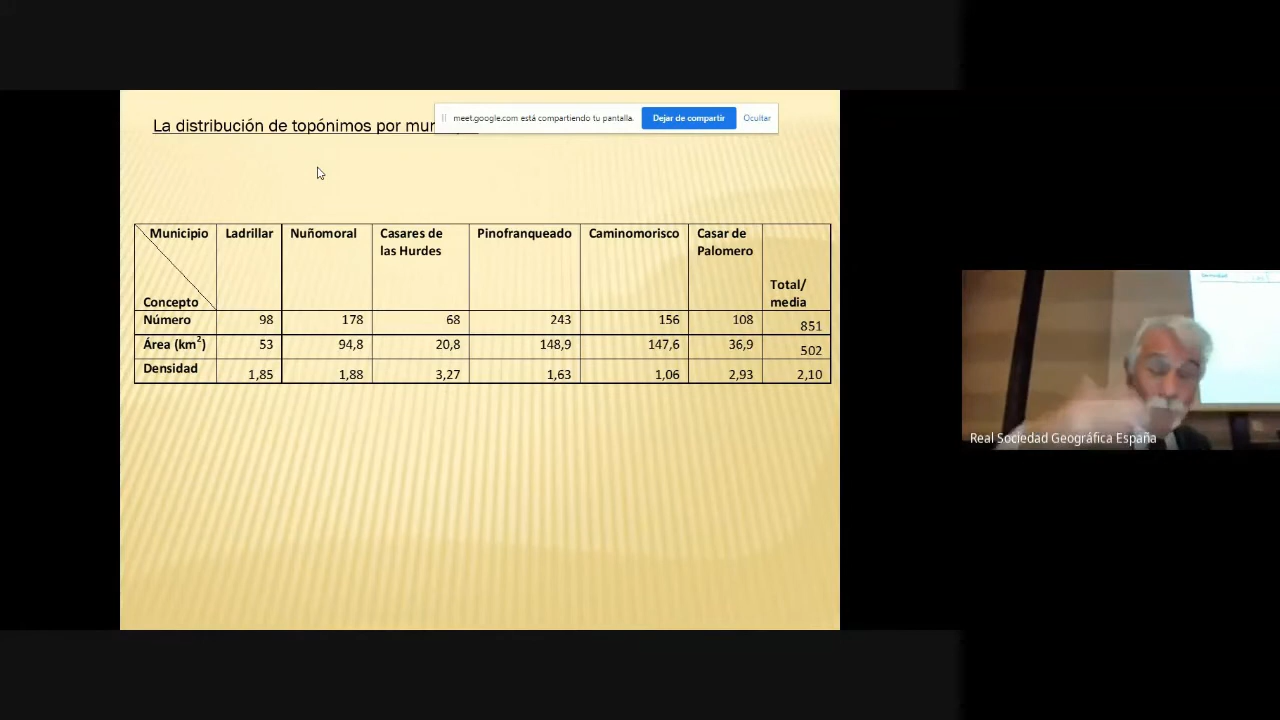 La distribución de topónimos por
meet.google.com está compartiendo tu pantalla. Dejar de compartir Ocultar
Municipio Ladrillar Nuñomoral Casares de las Hurdes Pinofranqueado Caminomorisco Casar de Palomero Total/ media
Concepto
Número 98 178 68 243 156 108 851
Área (km2) 53 94,8 20,8 148,9 147,6 36,9 502
Densidad 1,85 1,88 3,27 1,63 1,06 2,93 2,10
Real Sociedad Geográfica España